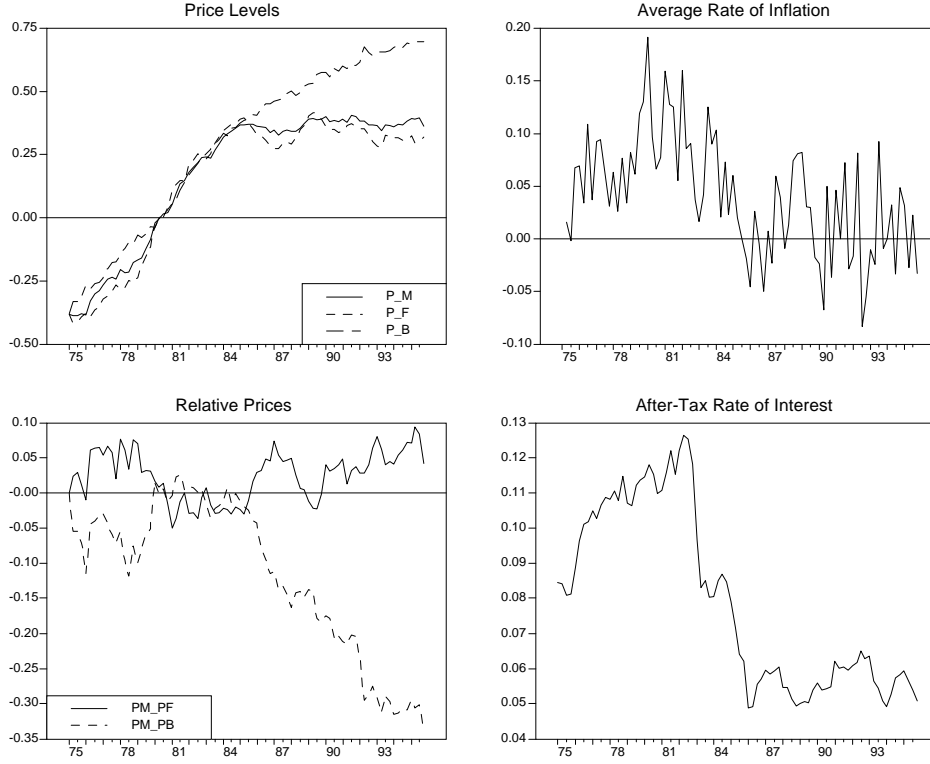 Price Levels
0.75
0.50
0.25
0.00
-0.25
-0.50
P_M
P_F
P_B
75 78 81 84 87 90 93
Average Rate of Inflation
0.20
0.15
0.10
0.05
0.00
-0.05
-0.10
75 78 81 84 87 90 93
Relative Prices
0.10
0.05
-0.00
-0.05
-0.10
-0.15
-0.20
-0.25
-0.30
-0.35
PM_PF
PM_PB
75 78 81 84 87 90 93
After-Tax Rate of Interest
0.13
0.12
0.11
0.10
0.09
0.08
0.07
0.06
0.05
0.04
75 78 81 84 87 90 93